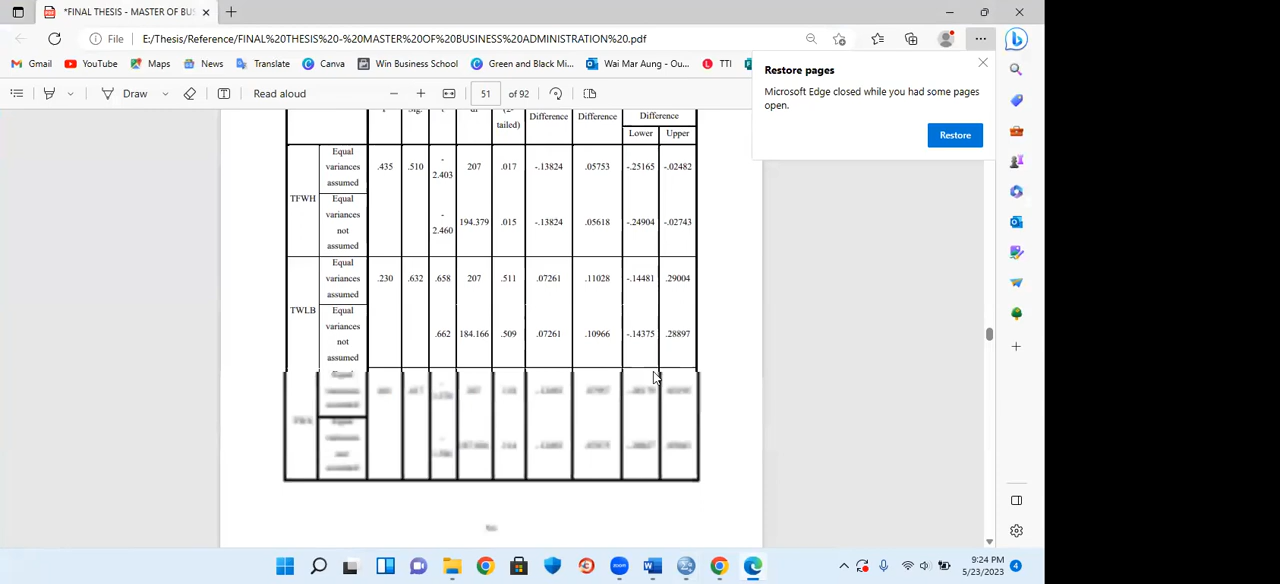 *FINAL THESIS - MASTER OF BUS
File E:/Thesis/Reference/FINAL%20THESIS%20-%20MASTER%20OF%20BUSINESS%20ADMINISTRATION%20.pdf
Gmail YouTube Maps News Translate Canva Win Business School Green and Black Mi... Wai Mar Aung - Ou... TTI
Draw Read aloud 51 of 92
Restore pages
Microsoft Edge closed while you had some pages
open.
Restore
(2-
tailed) Difference Difference Difference
Lower Upper
TFWH
Equal
variances
assumed
.435 .510 -
2.403 207 .017 -.13824 .05753 -.25165 -.02482
Equal
variances
not
assumed
-
2.460 194.379 .015 -.13824 .05618 -.24904 -.02743
TWLB
Equal
variances
assumed
.230 .632 .658 207 .511 .07261 .11028 -.14481 .29004
Equal
variances
not
assumed
.662 184.166 .509 .07261 .10966 -.14375 .28897
9:24 PM
5/23/2023
4